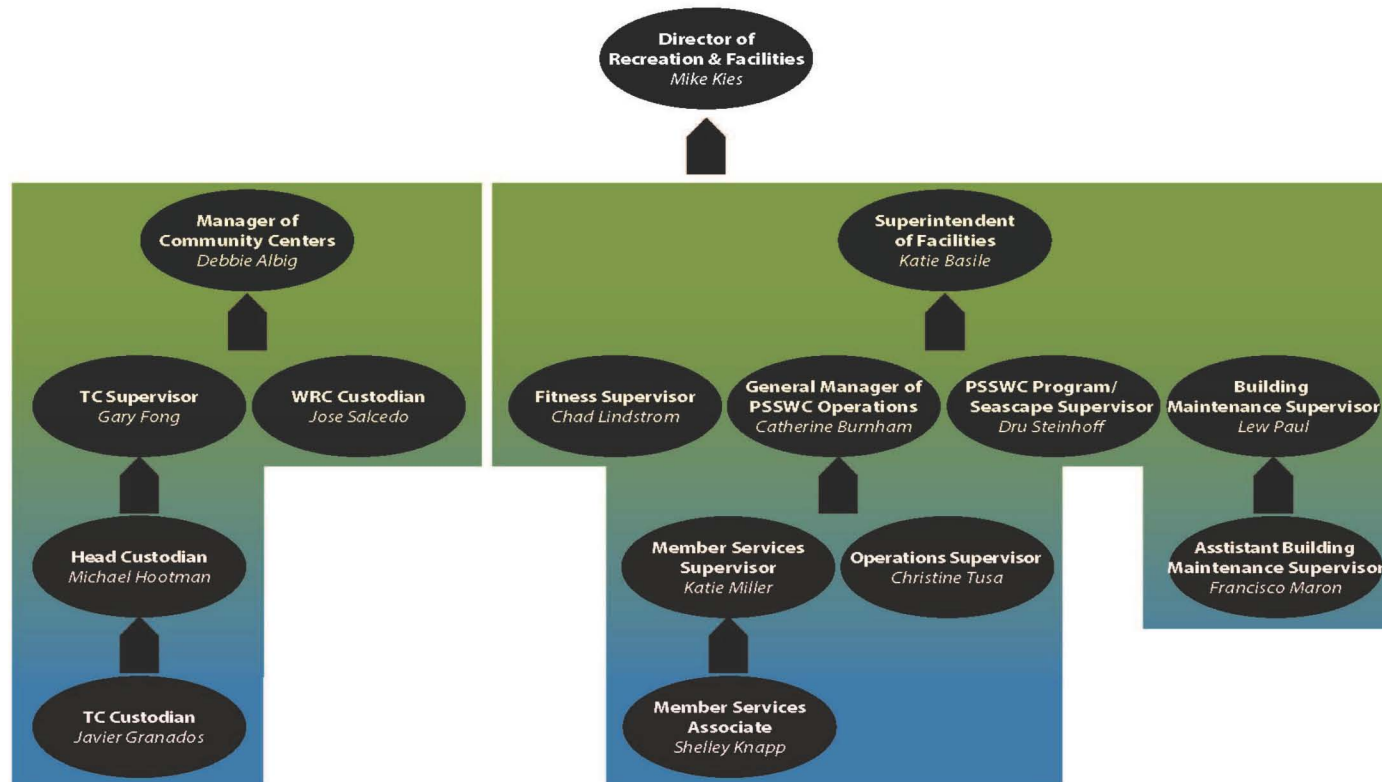 Director of
Recreation & Facilities
Mike Kies
Manager of
Community Centers
Debbie Albig
Superintendent
of Facilities
Katie Basile
TC Supervisor
Gary Fong
WRC Custodian
Jose Salcedo
Fitness Supervisor
Chad Lindstrom
General Manager of
PSSWC Operations
Catherine Burnham
PSSWC Program/
Seascape Supervisor
Dru Steinhoff
Building
Maintenance Supervisor
Lew Paul
Head Custodian
Michael Hootman
Member Services
Supervisor
Katie Miller
Operations Supervisor
Christine Tusa
Asstistant Building
Maintenance Supervisor
Francisco Maron
TC Custodian
Javier Granados
Member Services
Associate
Shelley Knapp